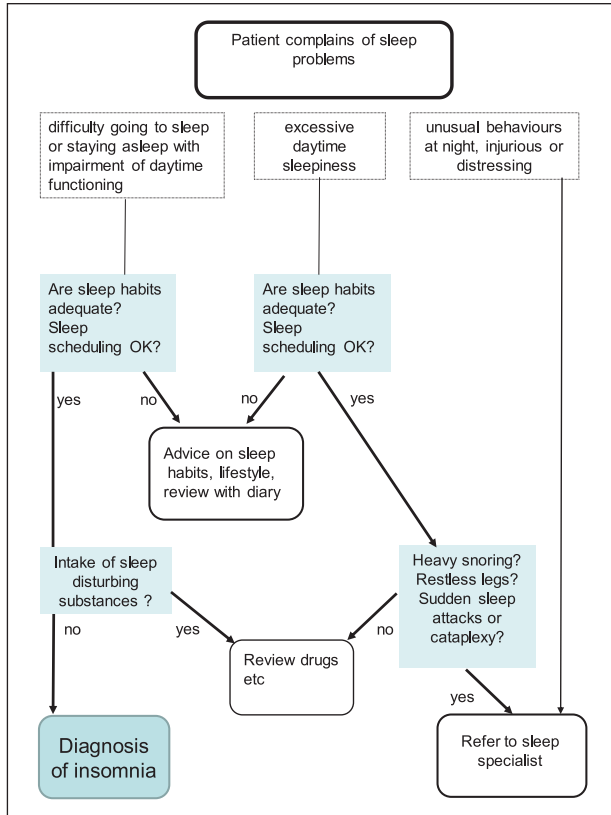 Patient complains of sleep
problems
difficulty going to sleep
or staying asleep with
impairment of daytime
functioning
excessive
daytime
sleepiness
unusual behaviours
at night, injurious or
distressing
Are sleep habits
adequate?
Sleep
scheduling OK?
Are sleep habits
adequate?
Sleep
scheduling OK?
yes
no
no
yes
Advice on sleep
habits, lifestyle,
review with diary
Intake of sleep
disturbing
substances ?
Heavy snoring?
Restless legs?
Sudden sleep
attacks or
cataplexy?
no
yes
no
Review drugs
etc
yes
Diagnosis
of insomnia
Refer to sleep
specialist